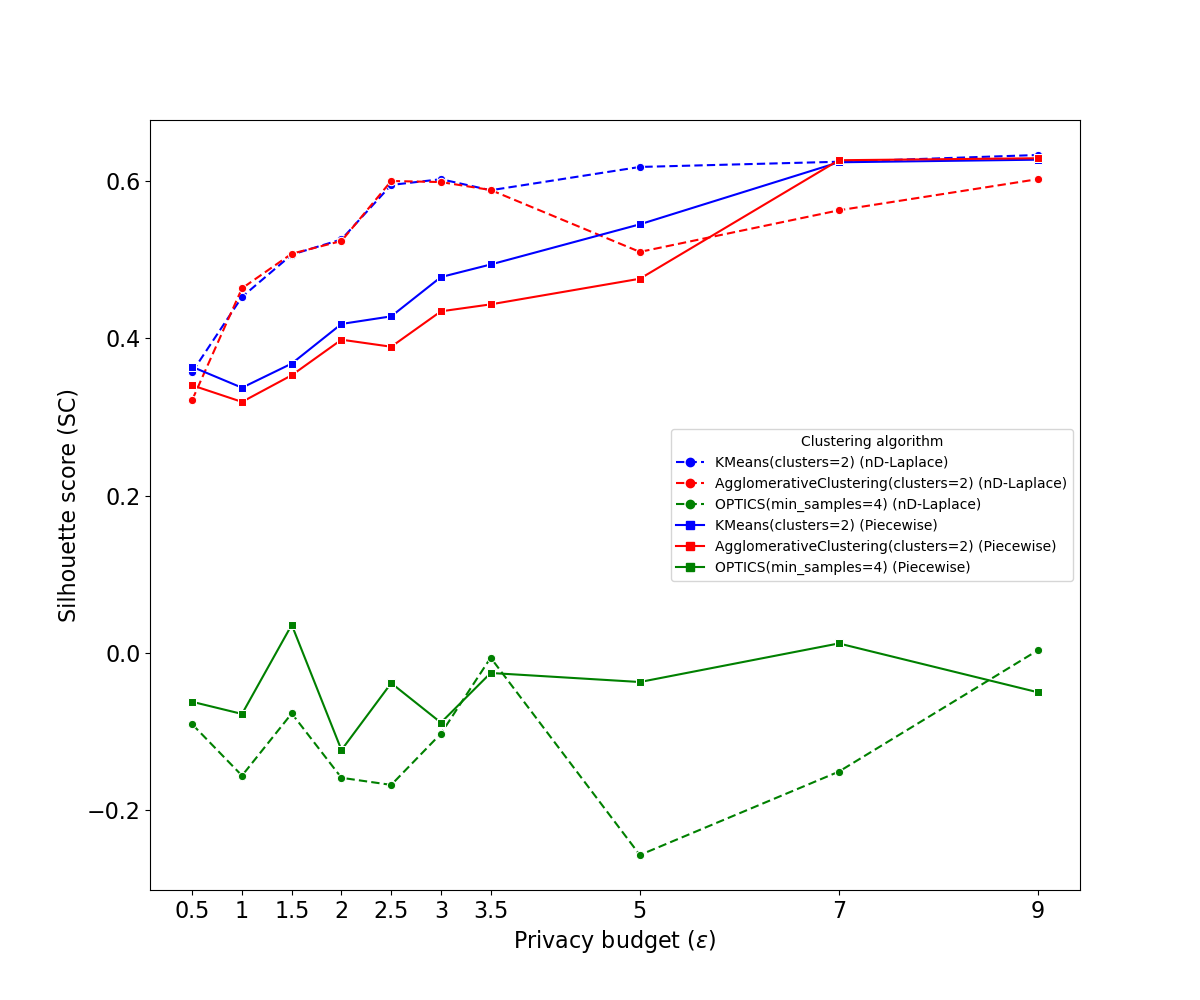 0.6
0.4
0.2
0.0
−0.2
Silhouette score (SC)
Clustering algorithm
KMeans(clusters=2) (nD-Laplace)
AgglomerativeClustering(clusters=2) (nD-Laplace)
OPTICS(min_samples=4) (nD-Laplace)
KMeans(clusters=2) (Piecewise)
AgglomerativeClustering(clusters=2) (Piecewise)
OPTICS(min_samples=4) (Piecewise)
0.5 1 1.5 2 2.5 3 3.5 5 7 9
Privacy budget (ε)